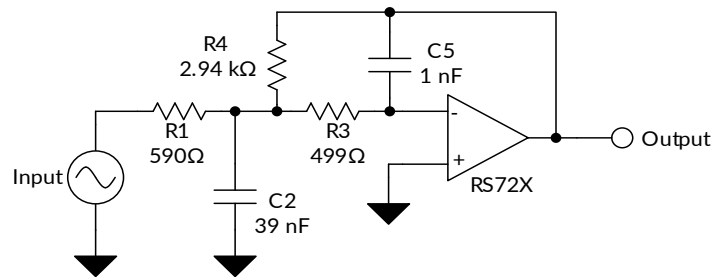 R4
2.94 kΩ
C5
1 nF
R1
590Ω
R3
499Ω
-
+
RS72X
Output
Input
C2
39 nF